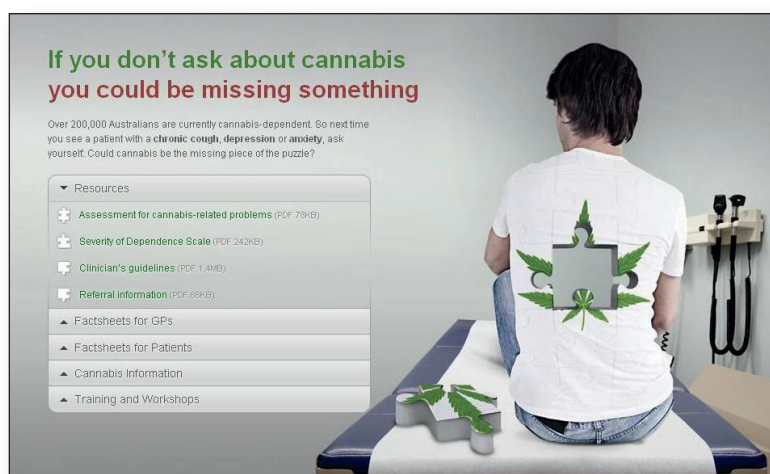 If you don't ask about cannabis
you could be missing something
Over 200,000 Australians are currently cannabis-dependent. So next time
you see a patient with a chronic cough, depression or anxiety, ask
yourself. Could cannabis be the missing piece of the puzzle?
Resources
Assessment for cannabis-related problems (PDF 78KB)
Severity of Dependence Scale (PDF 242KB)
Clinician's guidelines (PDF 1.4MB)
Referral information (PDF 66KB)
Factsheets for GPs
Factsheets for Patients
Cannabis Information
Training and Workshops